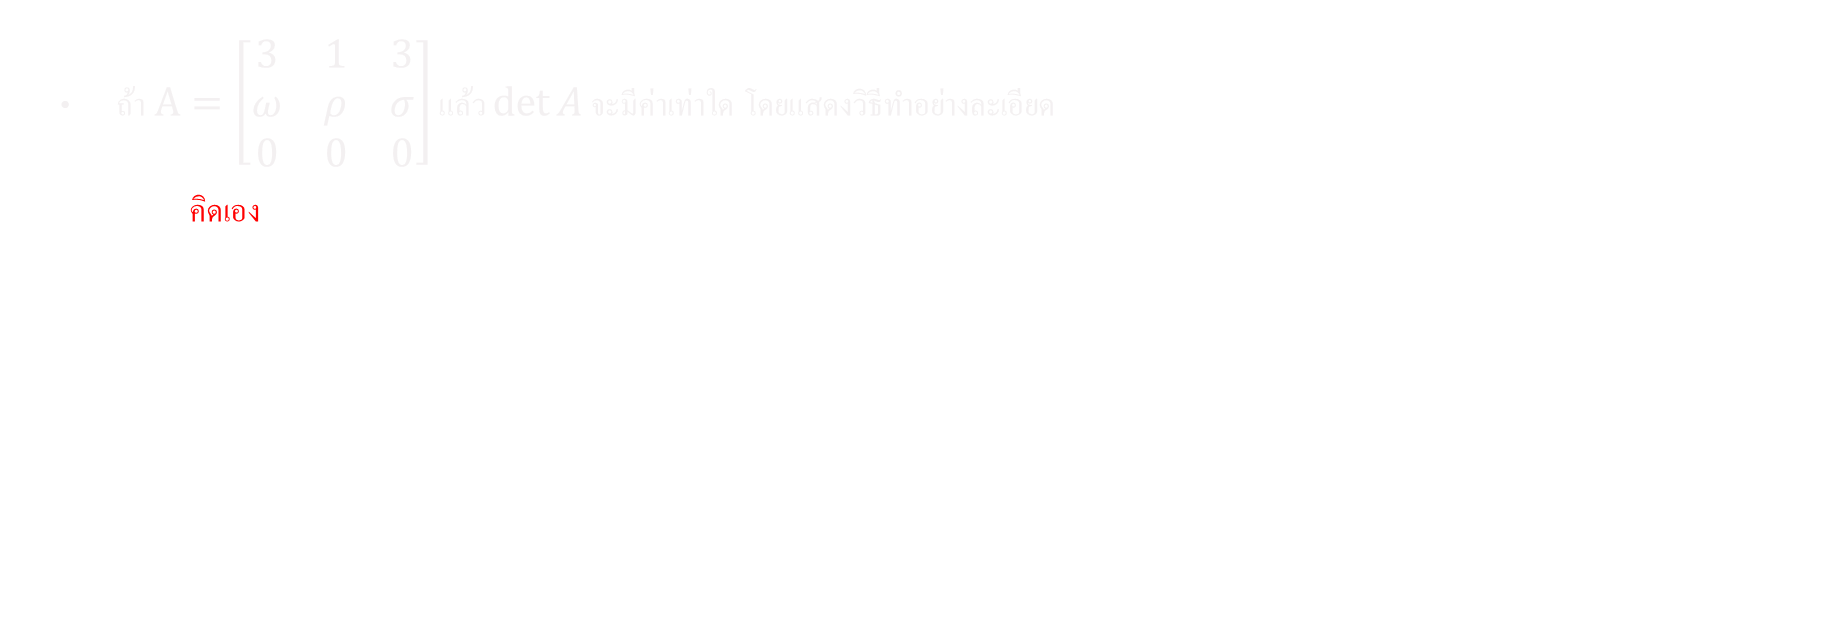 • ถ้า A = [3 1 3; ω ρ σ; 0 0 0] แล้ว det A จะมีค่าเท่าใด โดยแสดงวิธีทำอย่างละเอียด
คิดเอง